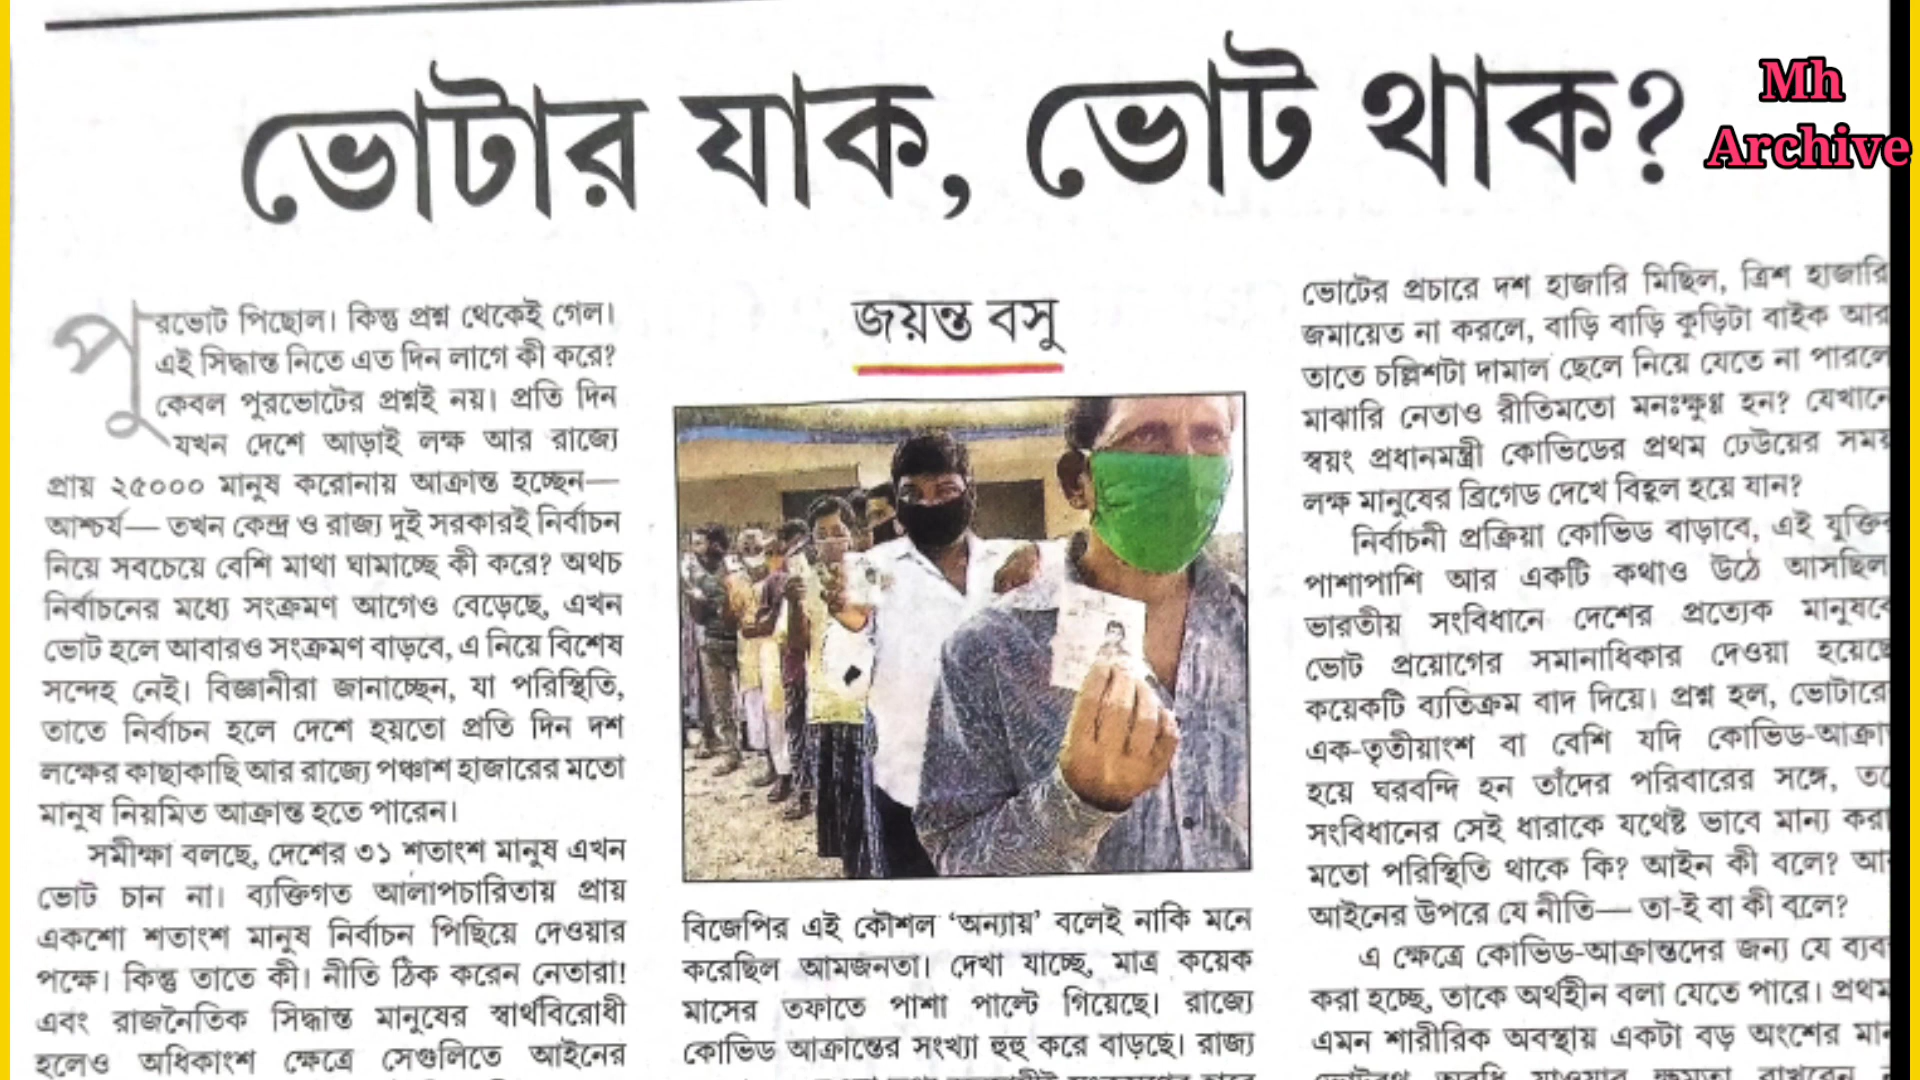 ভোটার যাক, ভোট থাক?
Mh
Archive
জয়ন্ত বসু
পুরভোট পিছোল। কিন্তু প্রশ্ন থেকেই গেল।
এই সিদ্ধান্ত নিতে এত দিন লাগে কী করে?
কেবল পুরভোটের প্রশ্নই নয়। প্রতি দিন
যখন দেশে আড়াই লক্ষ আর রাজ্যে
প্রায় ২৫০০০ মানুষ করোনায় আক্রান্ত হচ্ছেন—
আশ্চর্য— তখন কেন্দ্র ও রাজ্য দুই সরকারই নির্বাচন
নিয়ে সবচেয়ে বেশি মাথা ঘামাচ্ছে কী করে? অথচ
নির্বাচনের মধ্যে সংক্রমণ আগেও বেড়েছে, এখন
ভোট হলে আবারও সংক্রমণ বাড়বে, এ নিয়ে বিশেষ
সন্দেহ নেই। বিজ্ঞানীরা জানাচ্ছেন, যা পরিস্থিতি,
তাতে নির্বাচন হলে দেশে হয়তো প্রতি দিন দশ
লক্ষের কাছাকাছি আর রাজ্যে পঞ্চাশ হাজারের মতো
মানুষ নিয়মিত আক্রান্ত হতে পারেন।
সমীক্ষা বলছে, দেশের ৩১ শতাংশ মানুষ এখন
ভোট চান না। ব্যক্তিগত আলাপচারিতায় প্রায়
একশো শতাংশ মানুষ নির্বাচন পিছিয়ে দেওয়ার
পক্ষে। কিন্তু তাতে কী। নীতি ঠিক করেন নেতারা!
এবং রাজনৈতিক সিদ্ধান্ত মানুষের স্বার্থবিরোধী
হলেও অধিকাংশ ক্ষেত্রে সেগুলিতে আইনের
বিজেপির এই কৌশল ‘অন্যায়’ বলেই নাকি মনে
করেছিল আমজনতা। দেখা যাচ্ছে, মাত্র কয়েক
মাসের তফাতে পাশা পাল্টে গিয়েছে। রাজ্যে
কোভিড আক্রান্তের সংখ্যা হুহু করে বাড়ছে। রাজ্য
ভোটের প্রচারে দশ হাজারি মিছিল, ত্রিশ হাজারি
জমায়েত না করলে, বাড়ি বাড়ি কুড়িটা বাইক আর
তাতে চল্লিশটা দামাল ছেলে নিয়ে যেতে না পারলে
মাঝারি নেতাও রীতিমতো মনঃক্ষুণ্ণ হন? যেখানে
স্বয়ং প্রধানমন্ত্রী কোভিডের প্রথম ঢেউয়ের সময়
লক্ষ মানুষের ব্রিগেড দেখে বিহ্বল হয়ে যান?
নির্বাচনী প্রক্রিয়া কোভিড বাড়াবে, এই যুক্তির
পাশাপাশি আর একটি কথাও উঠে আসছিল
ভারতীয় সংবিধানে দেশের প্রত্যেক মানুষকে
ভোট প্রয়োগের সমানাধিকার দেওয়া হয়েছে
কয়েকটি ব্যতিক্রম বাদ দিয়ে। প্রশ্ন হল, ভোটারের
এক-তৃতীয়াংশ বা বেশি যদি কোভিড-আক্রা
হয়ে ঘরবন্দি হন তাঁদের পরিবারের সঙ্গে,
সংবিধানের সেই ধারাকে যথেষ্ট ভাবে মান্য করা
মতো পরিস্থিতি থাকে কি? আইন কী বলে? আ
আইনের উপরে যে নীতি— তা-ই বা কী বলে?
এ ক্ষেত্রে কোভিড-আক্রান্তদের জন্য যে ব্যব
করা হচ্ছে, তাকে অর্থহীন বলা যেতে পারে। প্রথম
এমন শারীরিক অবস্থায় একটা বড় অংশের